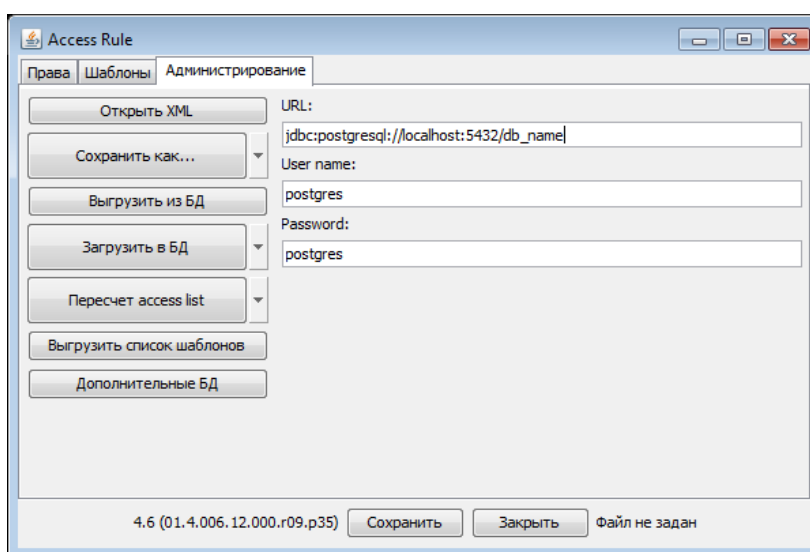 Access Rule
Права Шаблоны Администрирование
Открыть XML
Сохранить как...
Выгрузить из БД
Загрузить в БД
Пересчет access list
Выгрузить список шаблонов
Дополнительные БД
URL:
jdbc:postgresql://localhost:5432/db_name
User name:
postgres
Password:
postgres
4.6 (01.4.006.12.000.r09.p35) Сохранить Закрыть Файл не задан